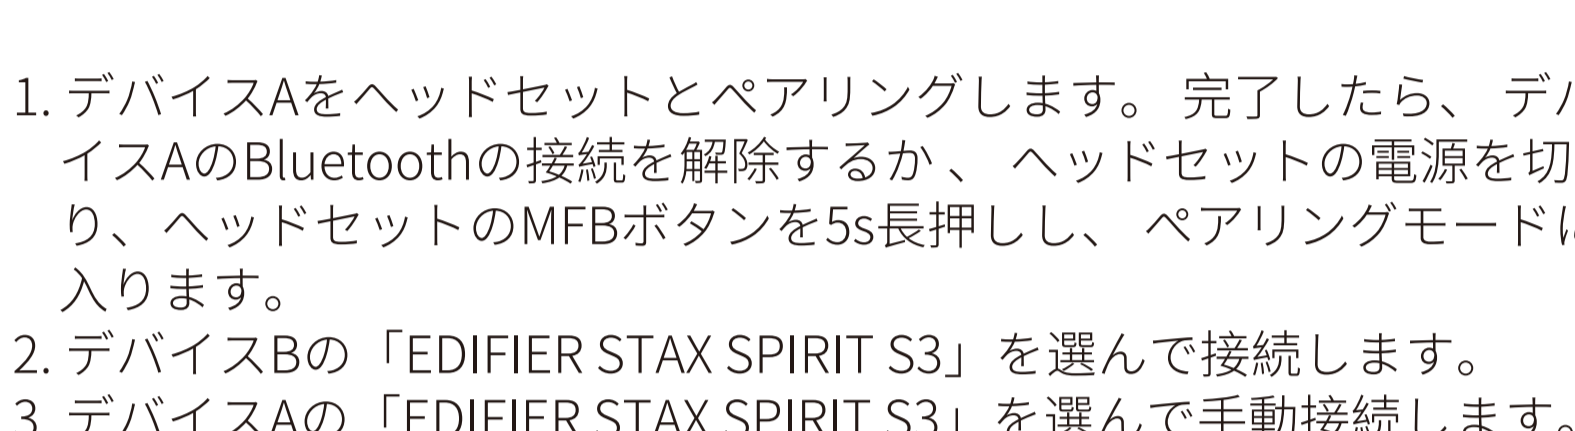 1. デバイスAをヘッドセットとペアリングします。 完了したら、 デバ
イスAのBluetoothの接続を解除するか 、 ヘッドセットの電源を切
り、ヘッドセットのMFBボタンを5s長押しし、 ペアリングモードに
入ります。
2. デバイスBの「EDIFIER STAX SPIRIT S3」を選んで接続します。
3. デバイスAの「EDIFIER STAX SPIRIT S3」を選んで手動接続します。